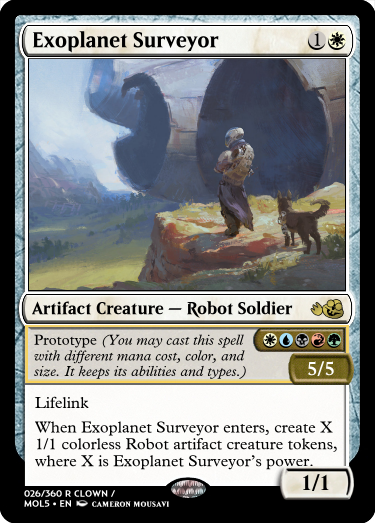 Exoplanet Surveyor 1
Artifact Creature — Robot Soldier
Prototype (You may cast this spell
with different mana cost, color, and
size. It keeps its abilities and types.)
5/5
Lifelink
When Exoplanet Surveyor enters, create X
1/1 colorless Robot artifact creature tokens,
where X is Exoplanet Surveyor's power.
1/1
026/360 R CLOWN /
MOL5 • EN CAMERON MOUSAVI